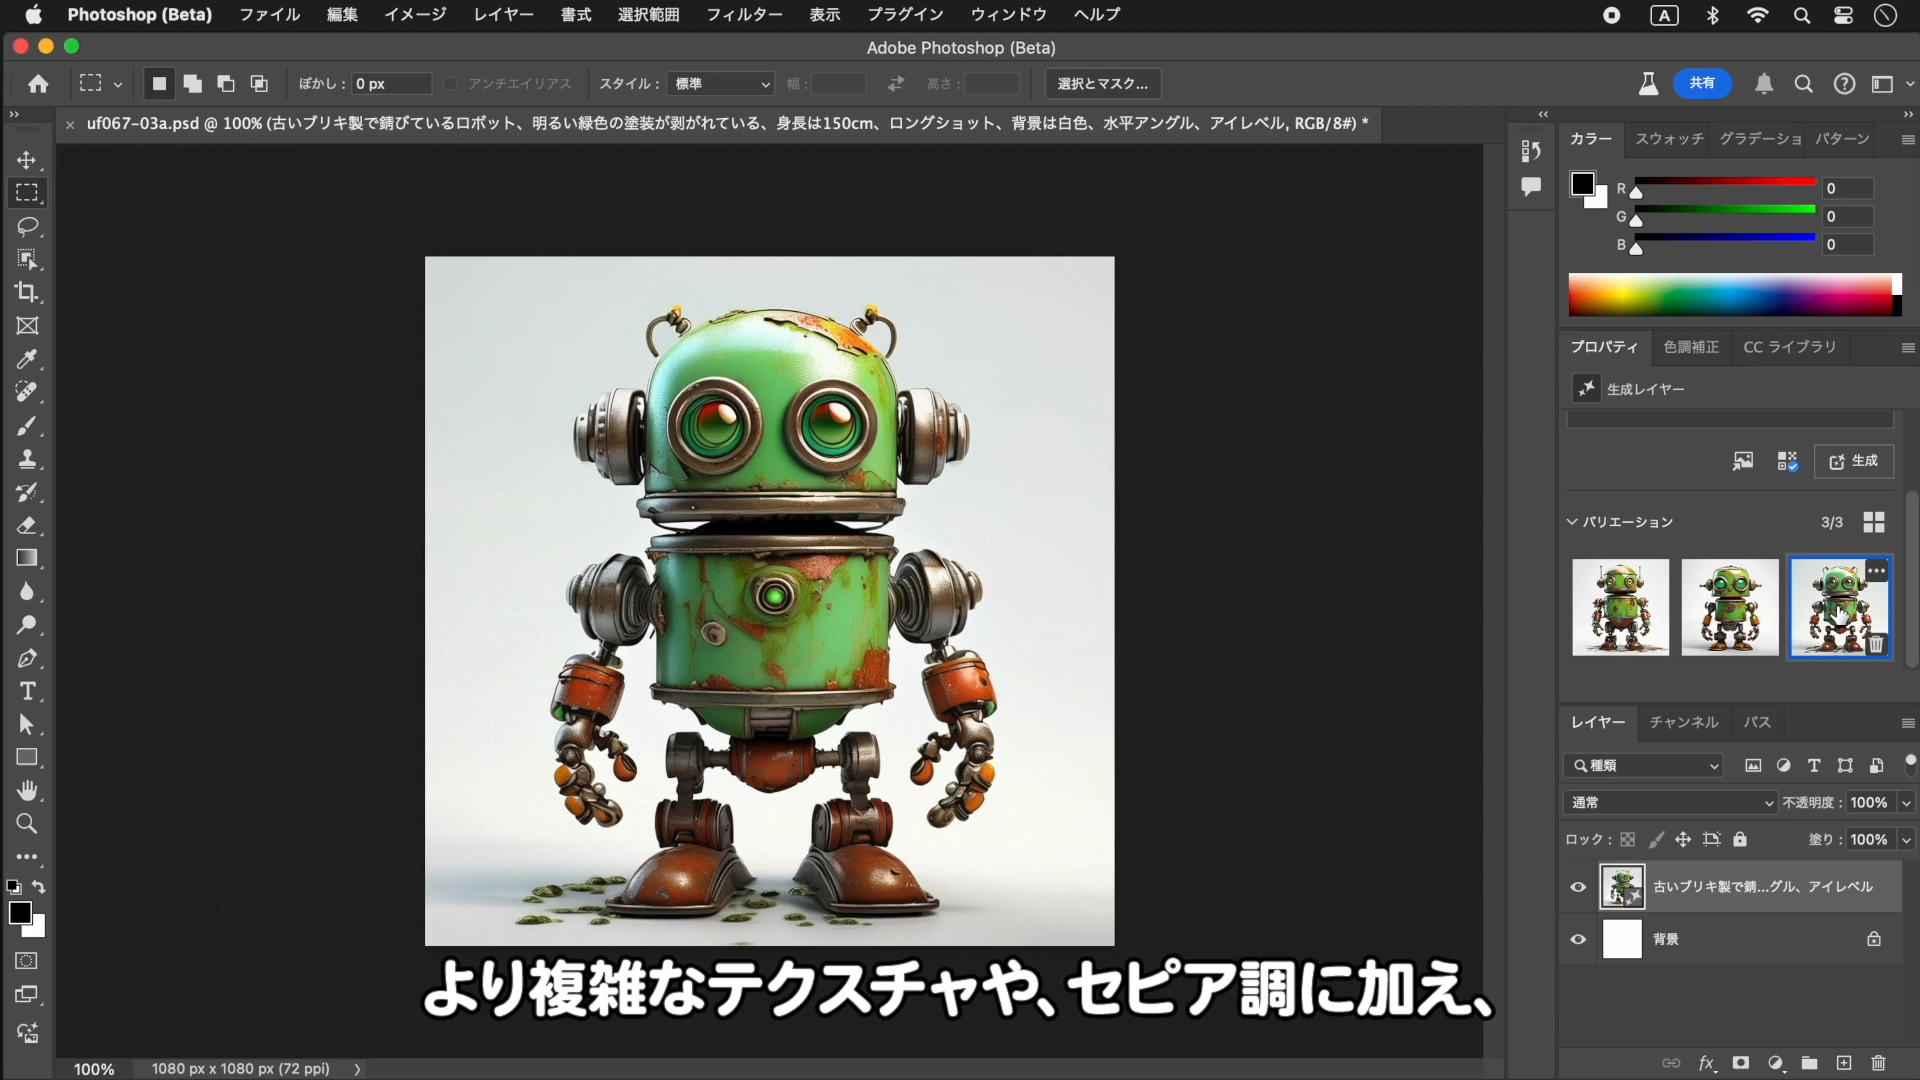 Photoshop (Beta) ファイル 編集 イメージ レイヤー 書式 選択範囲 フィルター 表示 プラグイン ウィンドウ ヘルプ A
Adobe Photoshop (Beta)
ぼかし : 0 px アンチエイリアス スタイル : 標準 幅 : 高さ : 選択とマスク... 共有
uf067-03a.psd @ 100% (古いブリキ製で錆びているロボット、明るい緑色の塗装が剥がれている、身長は150cm、ロングショット、背景は白色、水平アングル、アイレベル, RGB/8#) *
カラー スウォッチ グラデーショ パターン
R 0
G 0
B 0
プロパティ 色調補正 CC ライブラリ
生成レイヤー
生成
バリエーション 3/3
レイヤー チャンネル パス
種類
通常 不透明度 : 100%
ロック : 塗り : 100%
古いブリキ製で錆...グル、アイレベル
背景
より複雑なテクスチャや、セピア調に加え、
100% 1080 px x 1080 px (72 ppi)
fx